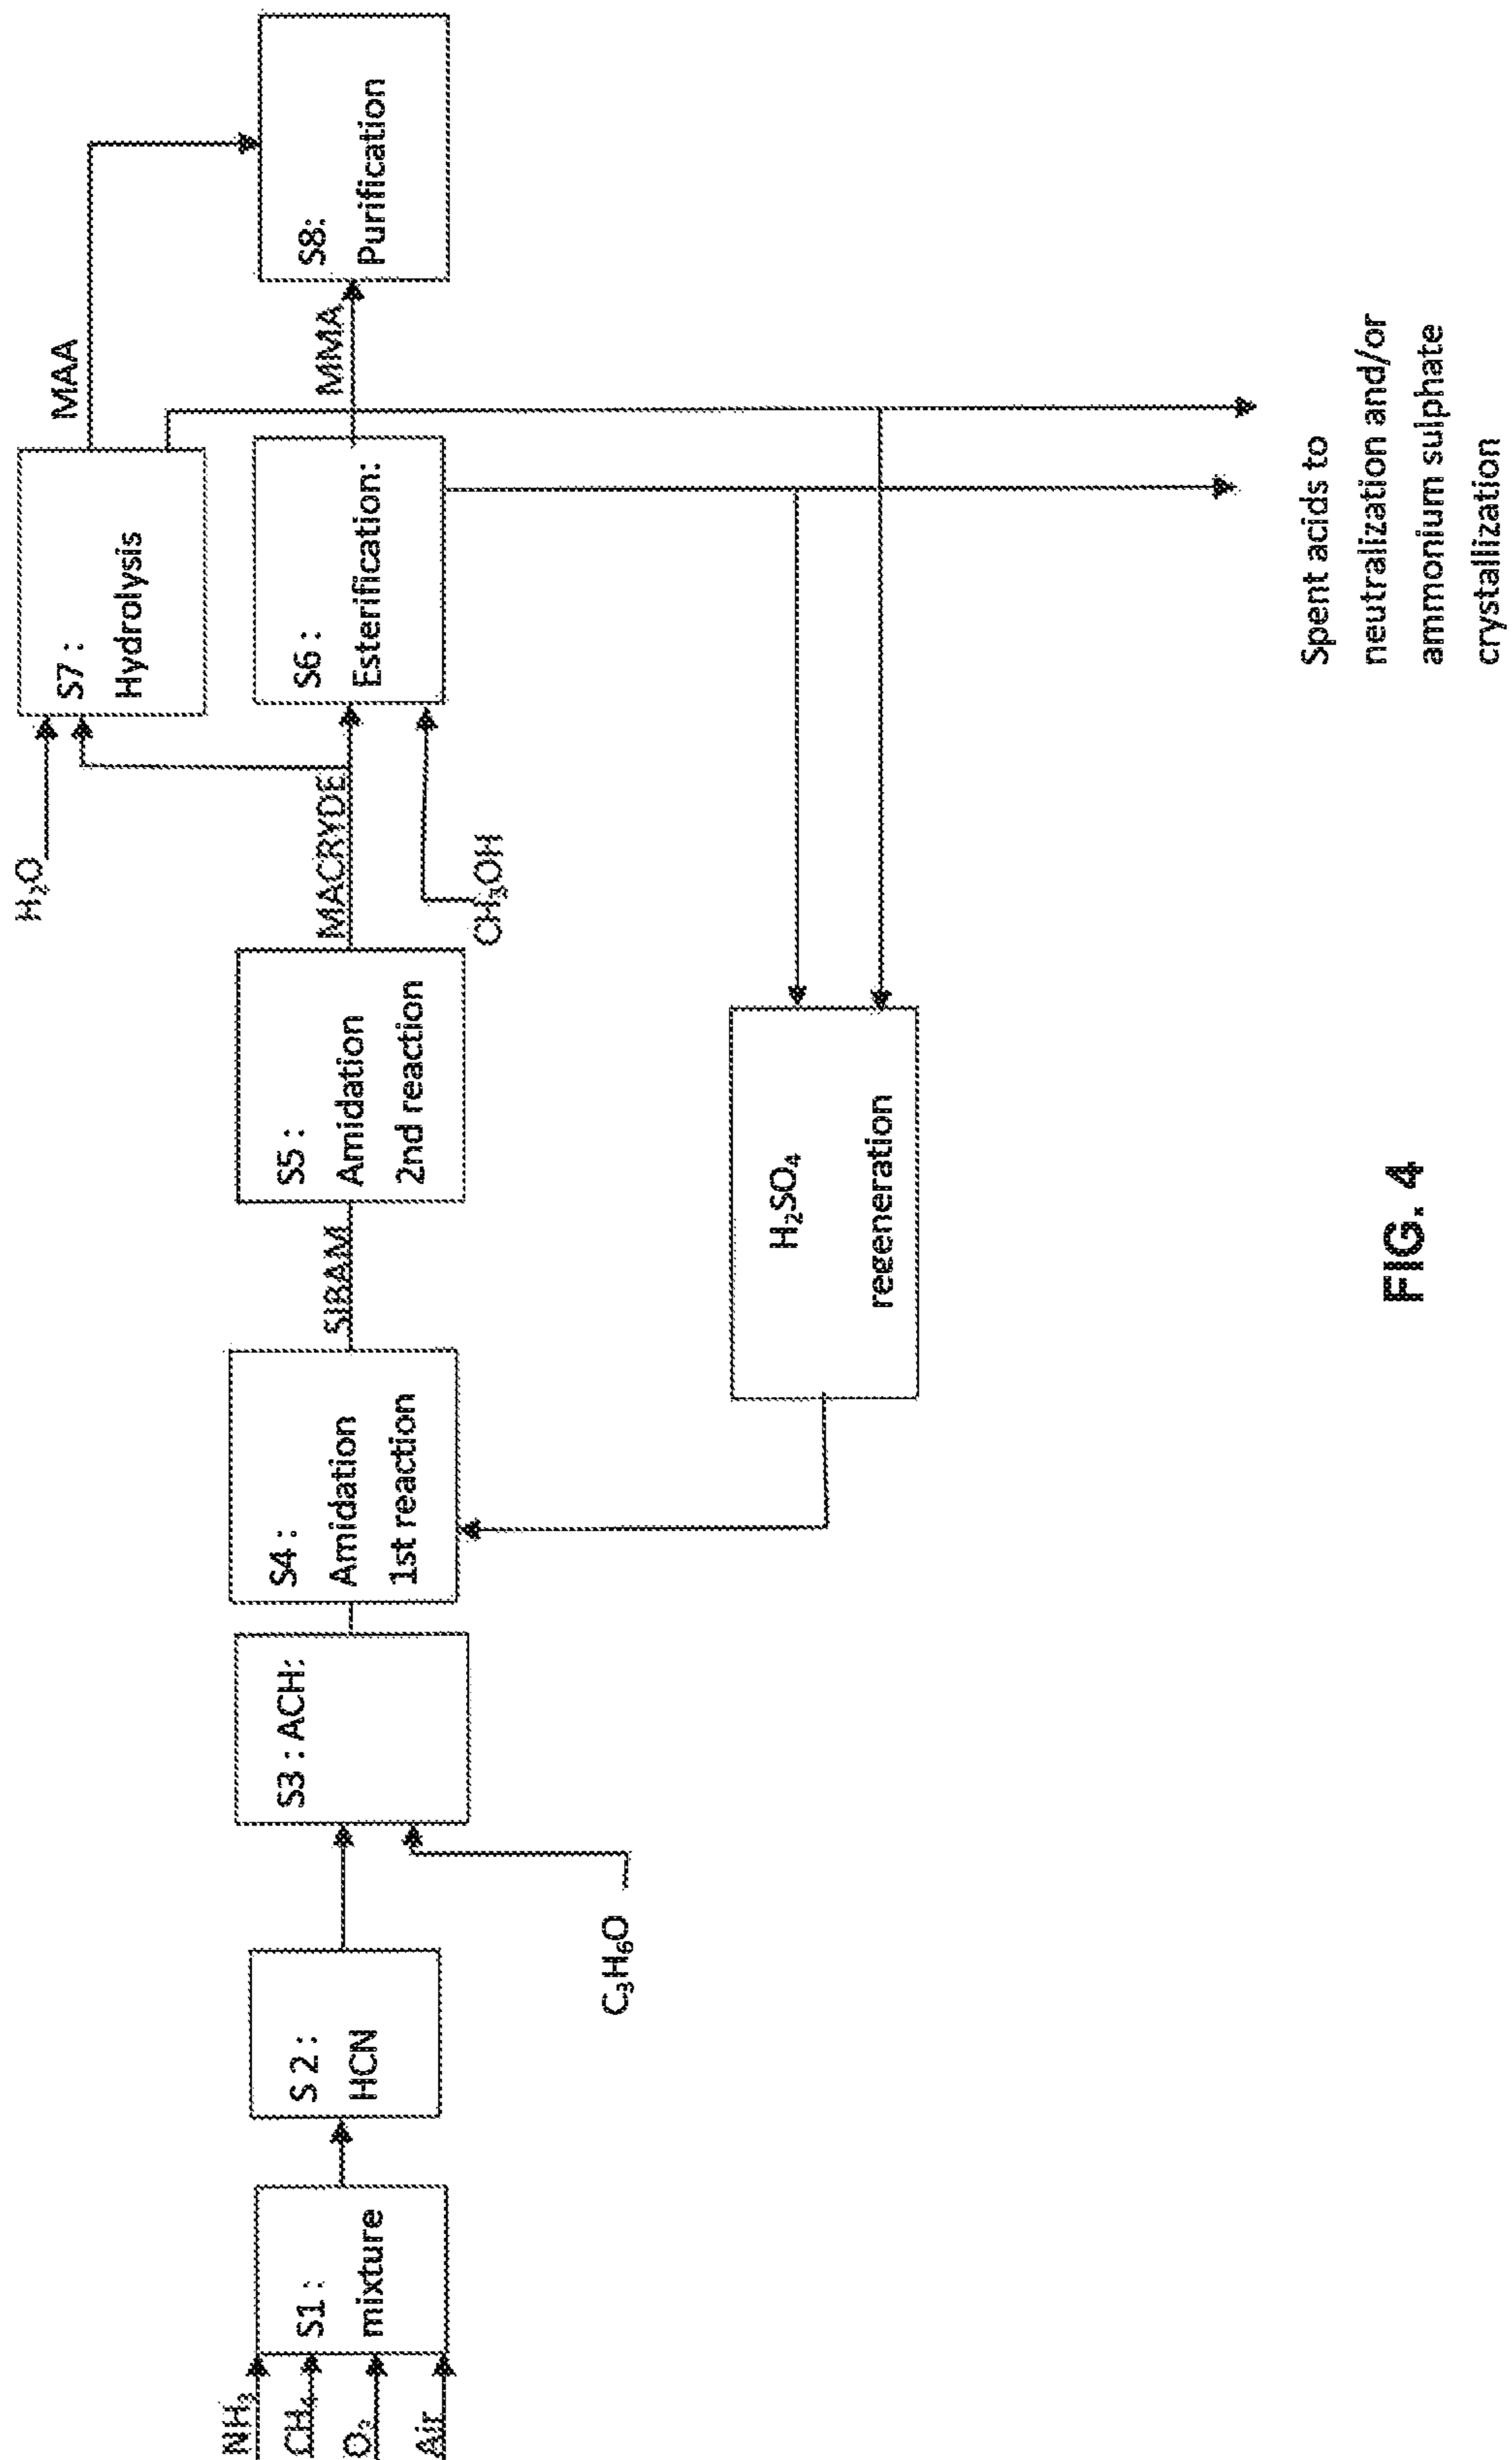 NH₃
CH₄
O₂
Air
S1 :
mixture
S 2 :
HCN
C₃H₆O
S3 : ACH:
S4 :
Amidation
1st reaction
SIBAM
S5 :
Amidation
2nd reaction
MACRYDE
H₂O
CH₃OH
S7 :
Hydrolysis
S6 :
Esterification:
MAA
MMA
S8:
Purification
H₂SO₄
regeneration
Spent acids to
neutralization and/or
ammonium sulphate
crystallization
FIG. 4